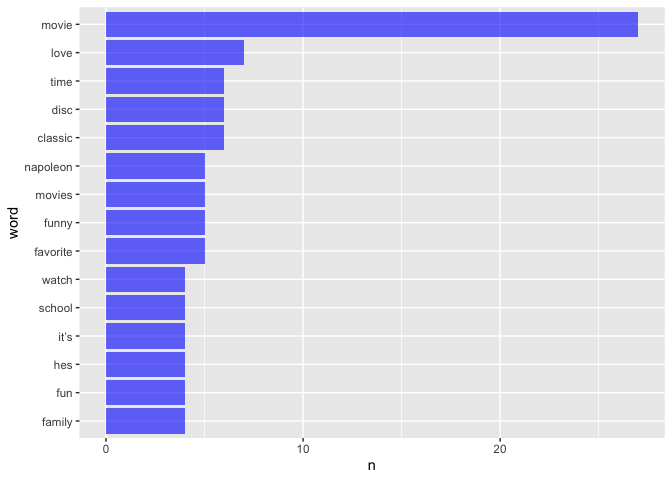 movie
love
time
disc
classic
napoleon
movies
funny
favorite
watch
school
it’s
hes
fun
family
word
0 10 20
n